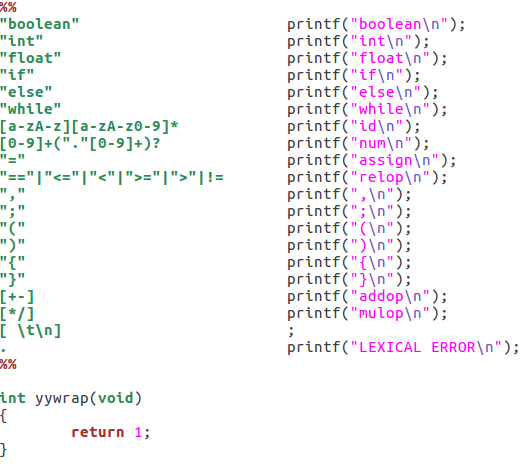 %%
"boolean"                         printf("boolean\n");
"int"                             printf("int\n");
"float"                           printf("float\n");
"if"                              printf("if\n");
"else"                            printf("else\n");
"while"                           printf("while\n");
[a-zA-z][a-zA-z0-9]*              printf("id\n");
[0-9]+("."[0-9]+)?                printf("num\n");
"="                               printf("assign\n");
"=="|"<="|"<"|">="|">"|!=         printf("relop\n");
","                               printf(",\n");
";"                               printf(";\n");
"("                               printf("(\n");
")"                               printf(")\n");
"{"                               printf("{\n");
"}"                               printf("}\n");
[+-]                              printf("addop\n");
[*/]                              printf("mulop\n");
[ \t\n]                           ;
.                                 printf("LEXICAL ERROR\n");
%%
int yywrap(void)
{
        return 1;
}